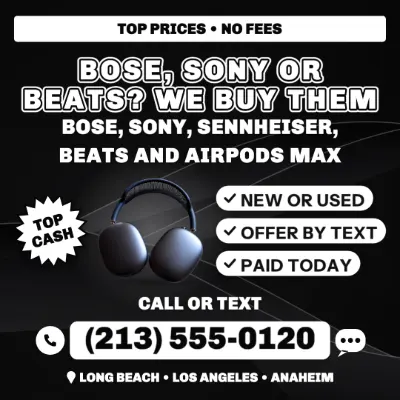 TOP PRICES • NO FEES
BOSE, SONY OR
BEATS? WE BUY THEM
BOSE, SONY, SENNHEISER,
BEATS AND AIRPODS MAX
TOP
CASH
NEW OR USED
OFFER BY TEXT
PAID TODAY
CALL OR TEXT
(213) 555-0120
LONG BEACH • LOS ANGELES • ANAHEIM